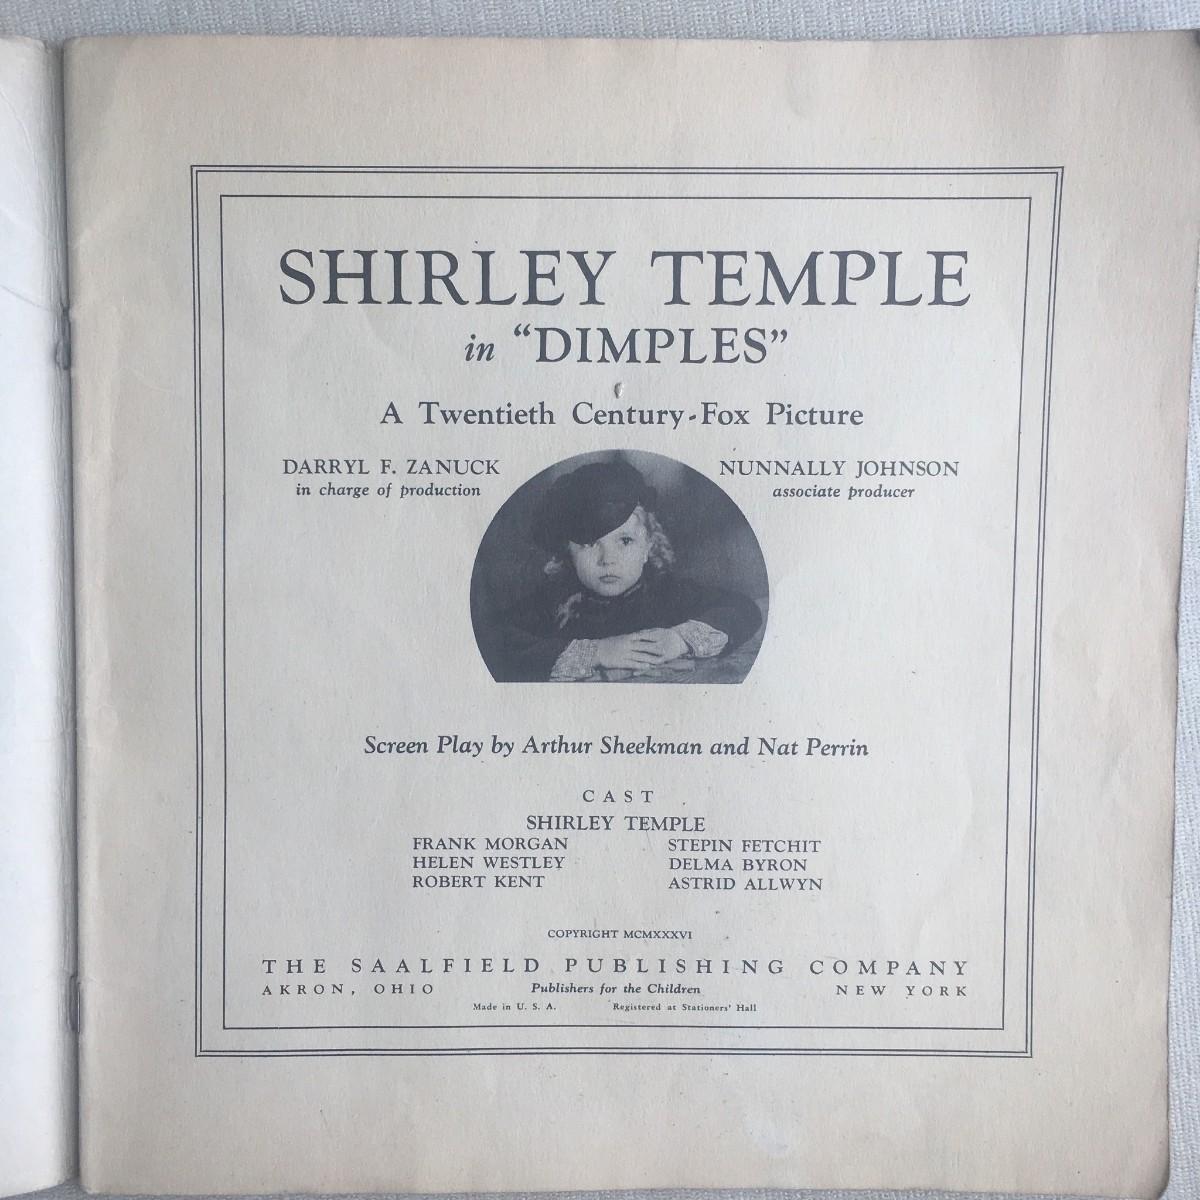 SHIRLEY TEMPLE
in “DIMPLES”
A Twentieth Century-Fox Picture
DARRYL F. ZANUCK
in charge of production
NUNNALLY JOHNSON
associate producer
Screen Play by Arthur Sheekman and Nat Perrin
CAST
SHIRLEY TEMPLE
FRANK MORGAN STEPIN FETCHIT
HELEN WESTLEY DELMA BYRON
ROBERT KENT ASTRID ALLWYN
COPYRIGHT MCMXXXVI
THE SAALFIELD PUBLISHING COMPANY
AKRON, OHIO Publishers for the Children NEW YORK
Made in U. S. A. Registered at Stationers’ Hall